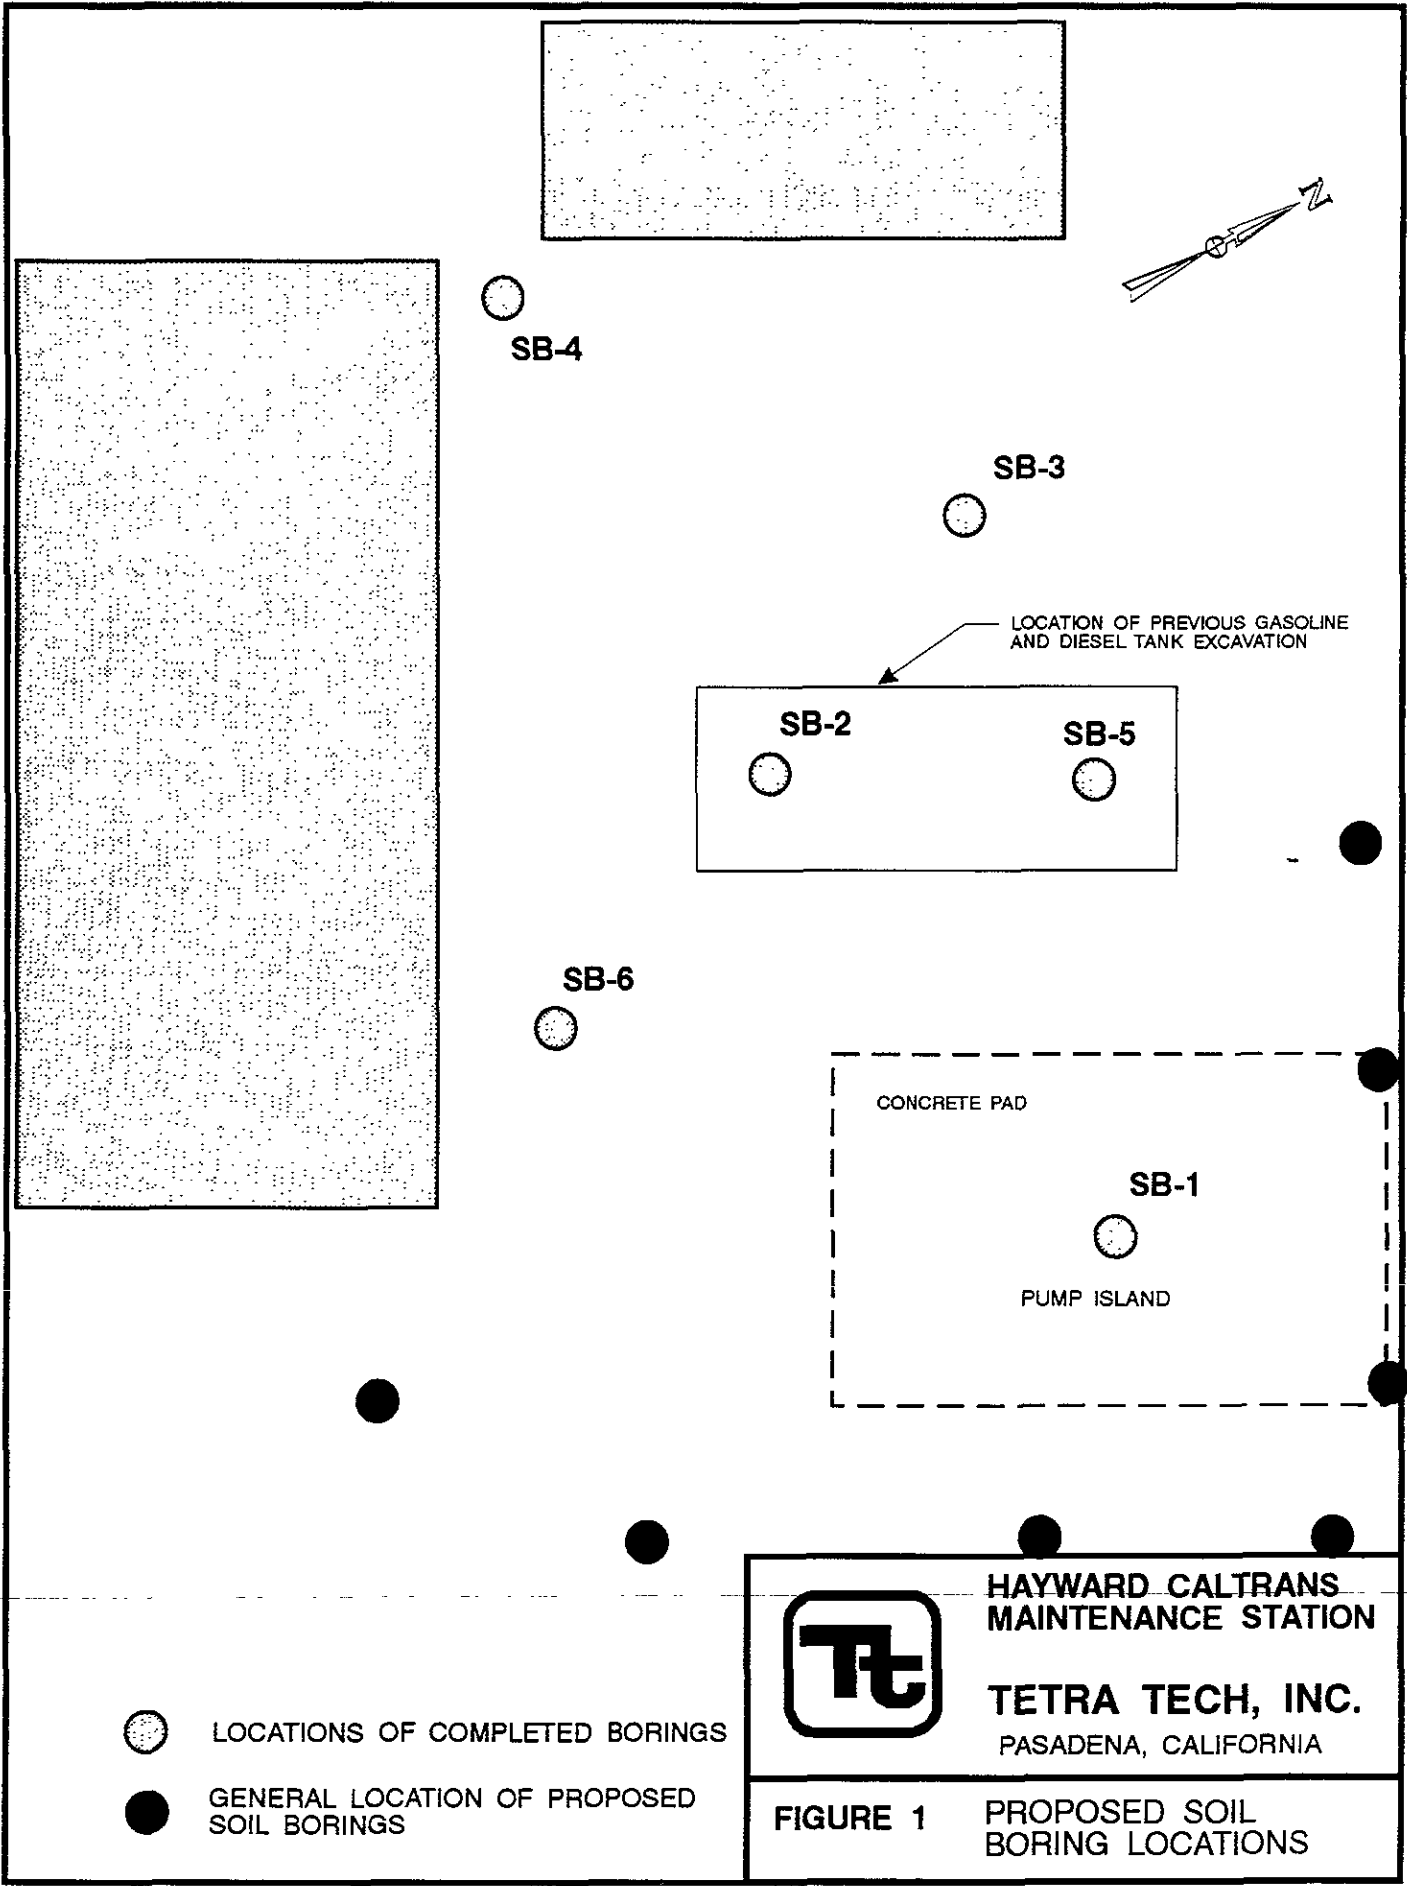 N
SB-4
SB-3
LOCATION OF PREVIOUS GASOLINE
AND DIESEL TANK EXCAVATION
SB-2
SB-5
SB-6
CONCRETE PAD
SB-1
PUMP ISLAND
HAYWARD CALTRANS
MAINTENANCE STATION
Tt
TETRA TECH, INC.
PASADENA, CALIFORNIA
LOCATIONS OF COMPLETED BORINGS
GENERAL LOCATION OF PROPOSED
SOIL BORINGS
FIGURE 1
PROPOSED SOIL
BORING LOCATIONS